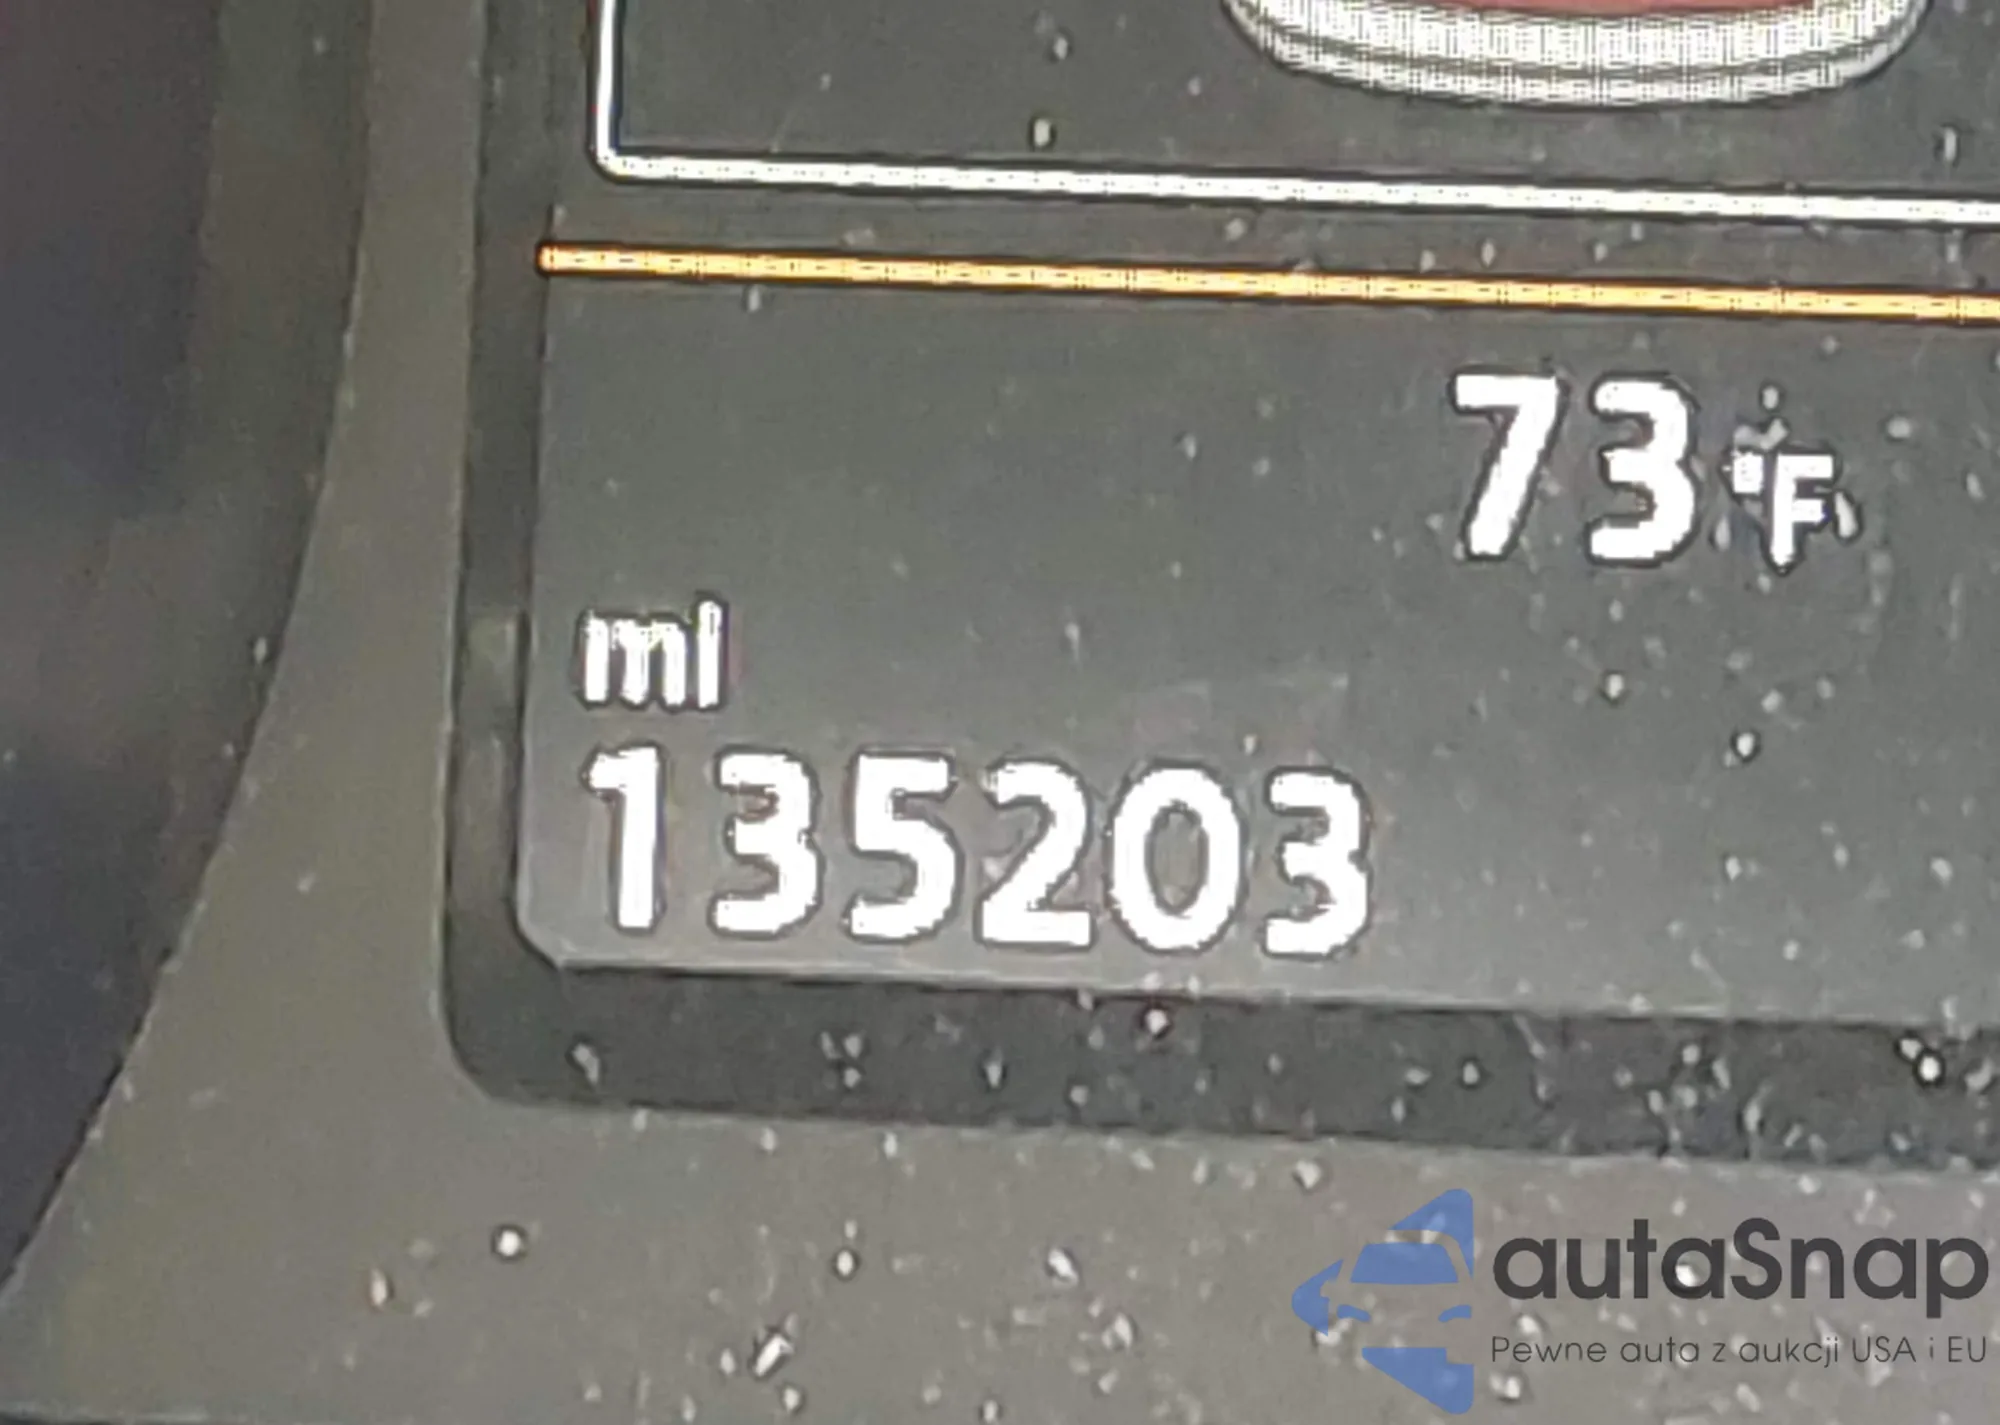 73°F
mi
135203
autaSnap
Pewne auta z aukcji USA i EU